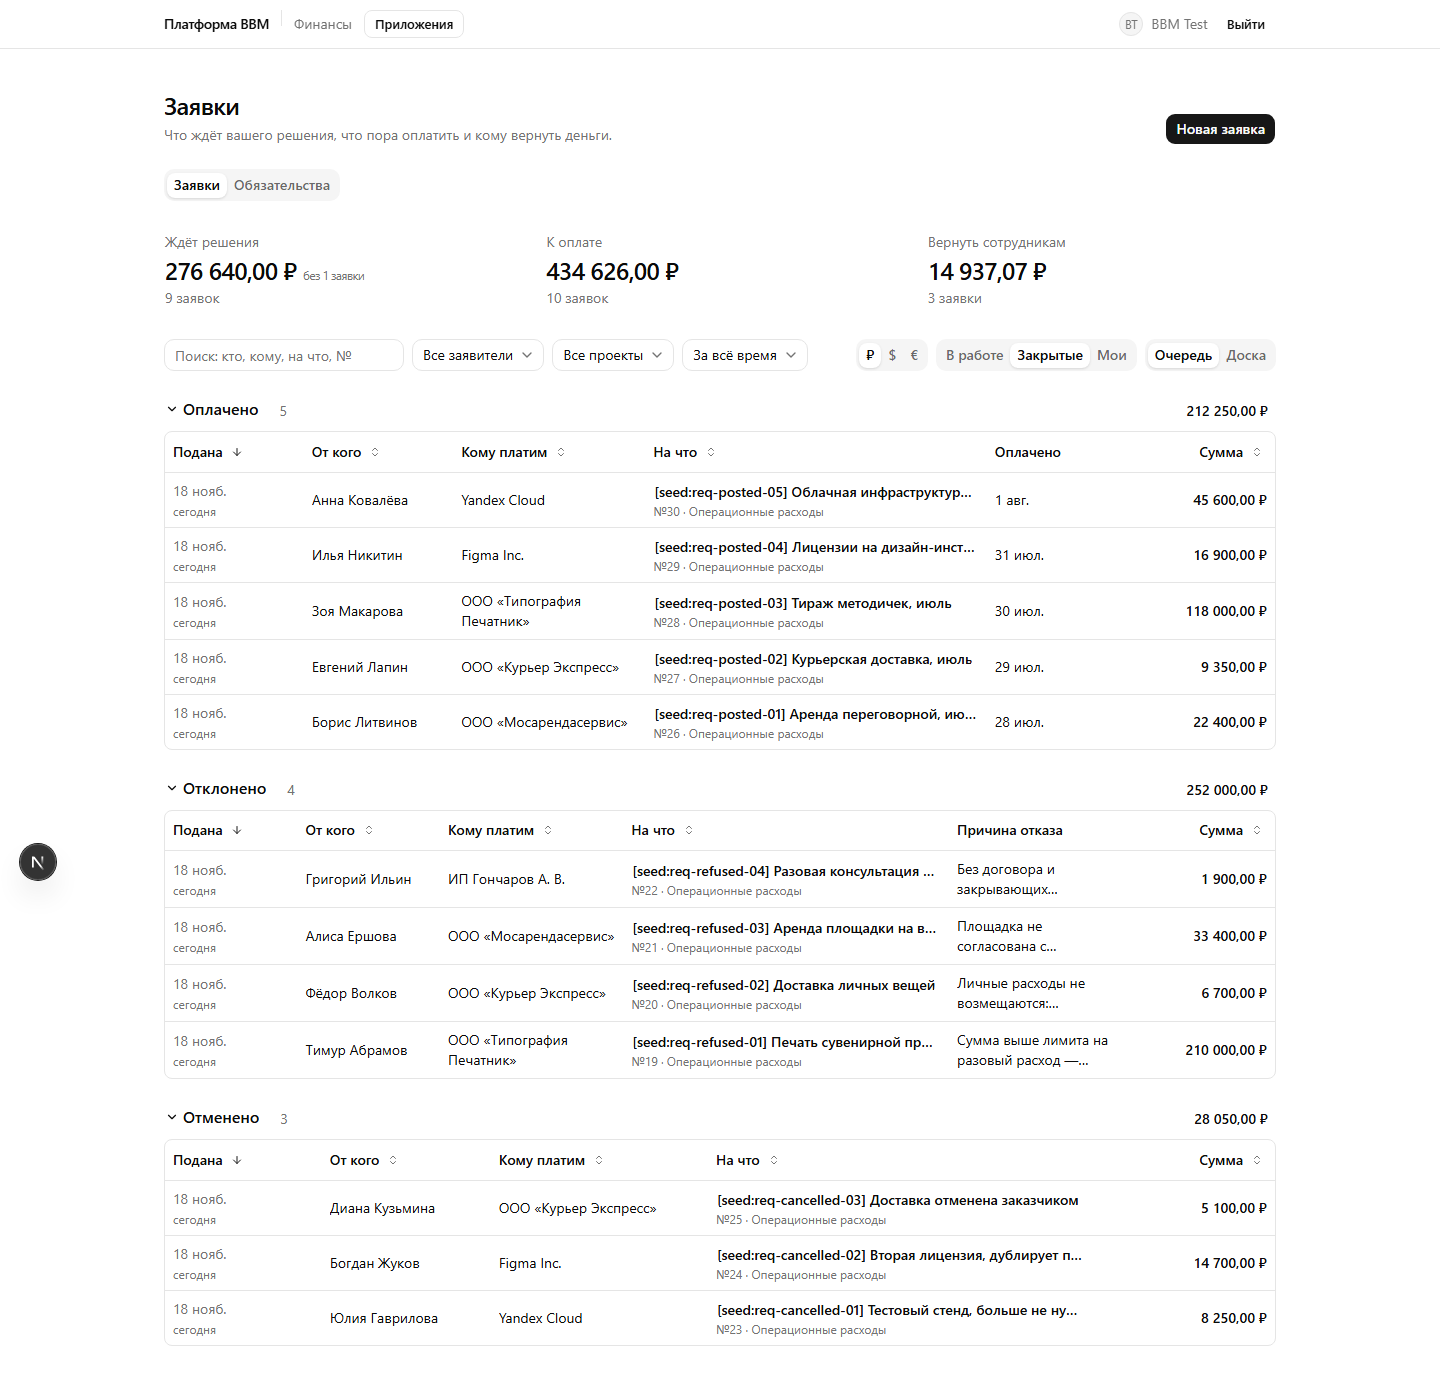 Платформа BBM
Финансы
Приложения
BT
BBM Test
Выйти
Заявки
Что ждёт вашего решения, что пора оплатить и кому вернуть деньги.
Новая заявка
Заявки
Обязательства
Ждёт решения
276 640,00 ₽ без 1 заявки
9 заявок
К оплате
434 626,00 ₽
10 заявок
Вернуть сотрудникам
14 937,07 ₽
3 заявки
Поиск: кто, кому, на что, №
Все заявители
Все проекты
За всё время
₽ $ €
В работе Закрытые Мои
Очередь Доска
Оплачено 5 212 250,00 ₽
Подана От кого Кому платим На что Оплачено Сумма
18 нояб.
сегодня
Анна Ковалёва
Yandex Cloud
[seed:req-posted-05] Облачная инфраструктур...
№30 · Операционные расходы
1 авг.
45 600,00 ₽
18 нояб.
сегодня
Илья Никитин
Figma Inc.
[seed:req-posted-04] Лицензии на дизайн-инст...
№29 · Операционные расходы
31 июл.
16 900,00 ₽
18 нояб.
сегодня
Зоя Макарова
ООО «Типография
Печатник»
[seed:req-posted-03] Тираж методичек, июль
№28 · Операционные расходы
30 июл.
118 000,00 ₽
18 нояб.
сегодня
Евгений Лапин
ООО «Курьер Экспресс»
[seed:req-posted-02] Курьерская доставка, июль
№27 · Операционные расходы
29 июл.
9 350,00 ₽
18 нояб.
сегодня
Борис Литвинов
ООО «Мосарендасервис»
[seed:req-posted-01] Аренда переговорной, ию...
№26 · Операционные расходы
28 июл.
22 400,00 ₽
Отклонено 4 252 000,00 ₽
Подана От кого Кому платим На что Причина отказа Сумма
18 нояб.
сегодня
Григорий Ильин
ИП Гончаров А. В.
[seed:req-refused-04] Разовая консультация ...
№22 · Операционные расходы
Без договора и
закрывающих...
1 900,00 ₽
18 нояб.
сегодня
Алиса Ершова
ООО «Мосарендасервис»
[seed:req-refused-03] Аренда площадки на в...
№21 · Операционные расходы
Площадка не
согласована с...
33 400,00 ₽
18 нояб.
сегодня
Фёдор Волков
ООО «Курьер Экспресс»
[seed:req-refused-02] Доставка личных вещей
№20 · Операционные расходы
Личные расходы не
возмещаются:...
6 700,00 ₽
18 нояб.
сегодня
Тимур Абрамов
ООО «Типография
Печатник»
[seed:req-refused-01] Печать сувенирной пр...
№19 · Операционные расходы
Сумма выше лимита на
разовый расход —...
210 000,00 ₽
Отменено 3 28 050,00 ₽
Подана От кого Кому платим На что Сумма
18 нояб.
сегодня
Диана Кузьмина
ООО «Курьер Экспресс»
[seed:req-cancelled-03] Доставка отменена заказчиком
№25 · Операционные расходы
5 100,00 ₽
18 нояб.
сегодня
Богдан Жуков
Figma Inc.
[seed:req-cancelled-02] Вторая лицензия, дублирует п...
№24 · Операционные расходы
14 700,00 ₽
18 нояб.
сегодня
Юлия Гаврилова
Yandex Cloud
[seed:req-cancelled-01] Тестовый стенд, больше не ну...
№23 · Операционные расходы
8 250,00 ₽
N